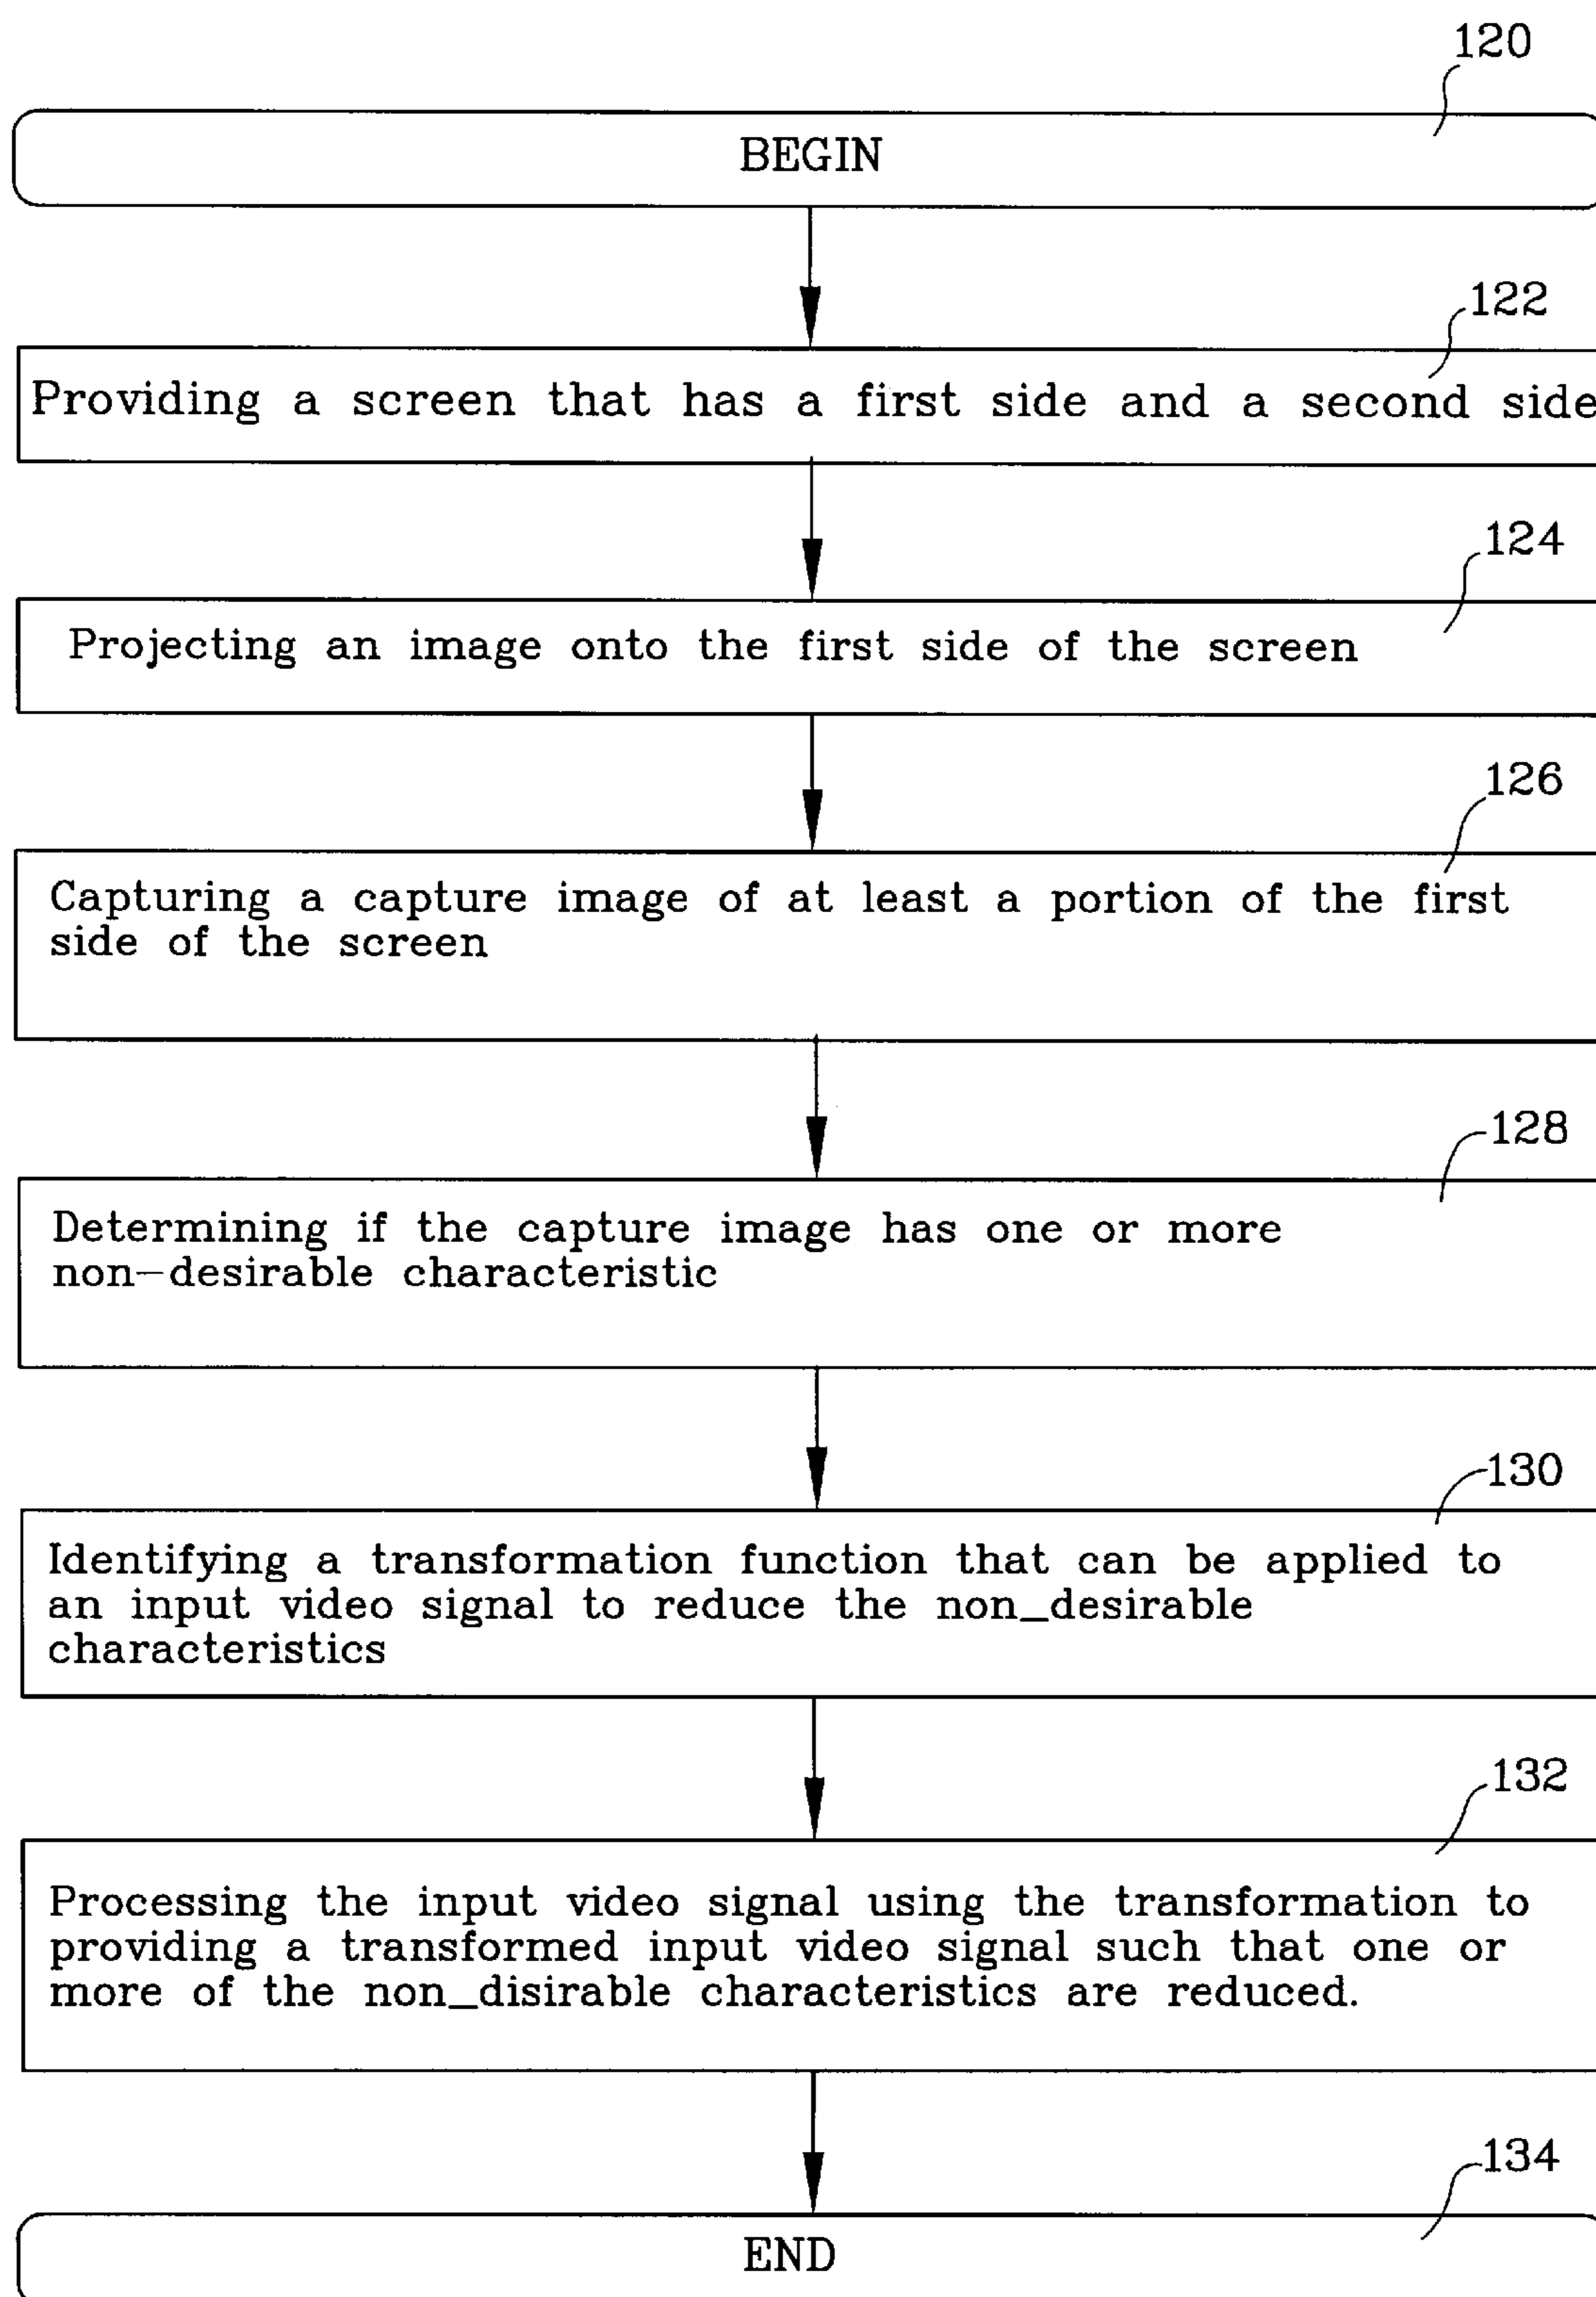 120
BEGIN
122
Providing a screen that has a first side and a second side
124
Projecting an image onto the first side of the screen
126
Capturing a capture image of at least a portion of the first
side of the screen
128
Determining if the capture image has one or more
non-desirable characteristic
130
Identifying a transformation function that can be applied to
an input video signal to reduce the non_desirable
characteristics
132
Processing the input video signal using the transformation to
providing a transformed input video signal such that one or
more of the non_disirable characteristics are reduced.
134
END